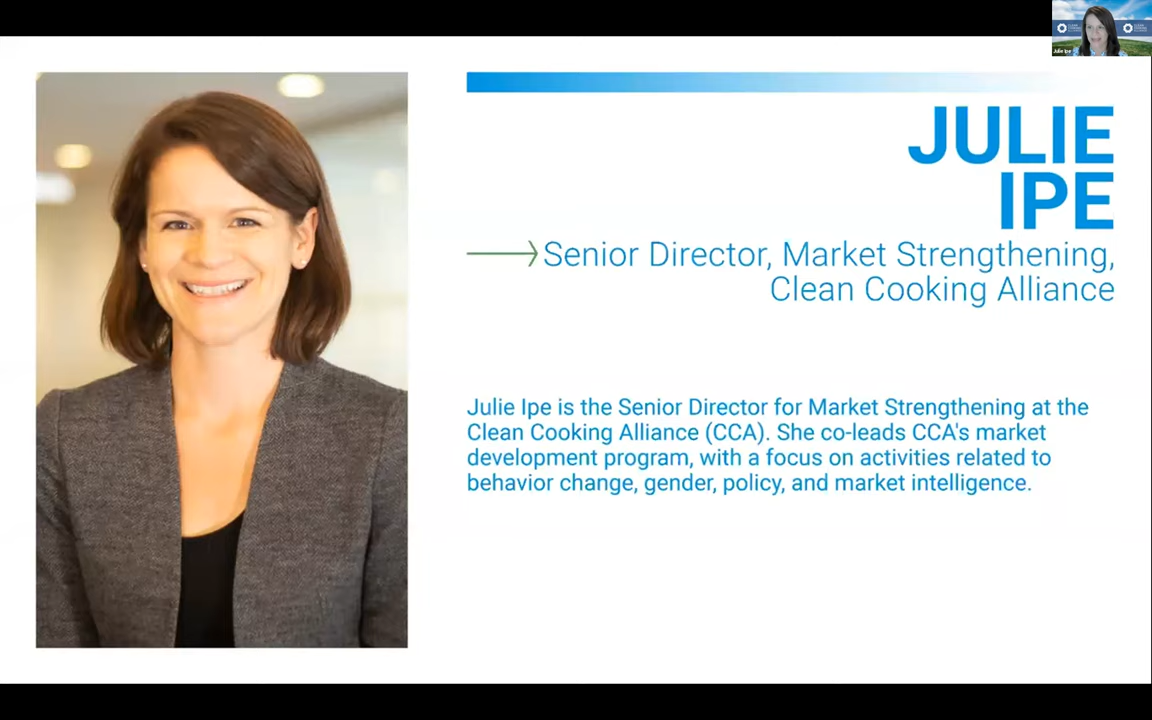 Julie Ipe
JULIE
IPE
Senior Director, Market Strengthening,
Clean Cooking Alliance
Julie Ipe is the Senior Director for Market Strengthening at the
Clean Cooking Alliance (CCA). She co-leads CCA's market
development program, with a focus on activities related to
behavior change, gender, policy, and market intelligence.